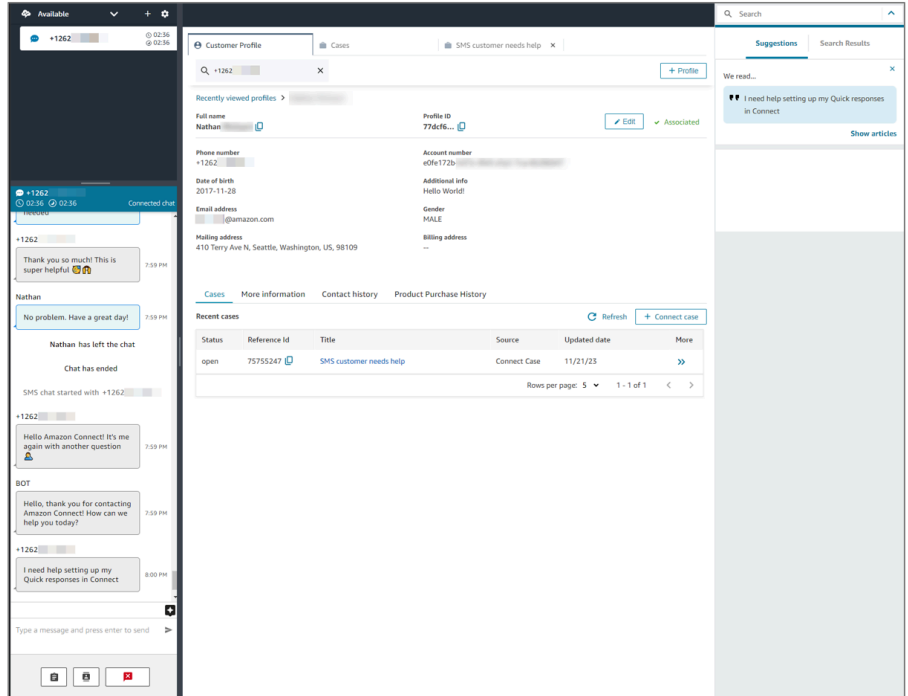 Available
+1262
02:36
02:36
+1262
02:36 02:36 Connected chat
needed
+1262
Thank you so much! This is
super helpful
7:59 PM
Nathan
No problem. Have a great day!
7:59 PM
Nathan has left the chat
Chat has ended
SMS chat started with +1262
+1262
Hello Amazon Connect! It's me
again with another question
7:59 PM
BOT
Hello, thank you for contacting
Amazon Connect! How can we
help you today?
7:59 PM
+1262
I need help setting up my
Quick responses in Connect
8:00 PM
Type a message and press enter to send
Customer Profile
Cases
SMS customer needs help ×
+1262 ×
+ Profile
Recently viewed profiles >
Full name
Nathan
Profile ID
77dcf6...
Edit
Associated
Phone number
+1262
Account number
e0fe172b
Date of birth
2017-11-28
Additional info
Hello World!
Email address
@amazon.com
Gender
MALE
Mailing address
410 Terry Ave N, Seattle, Washington, US, 98109
Billing address
--
Cases More information Contact history Product Purchase History
Recent cases
Refresh
+ Connect case
Status Reference Id Title Source Updated date More
open 75755247 SMS customer needs help Connect Case 11/21/23 »
Rows per page: 5 1 - 1 of 1 < >
Search
Suggestions Search Results
We read... ×
I need help setting up my Quick responses
in Connect
Show articles